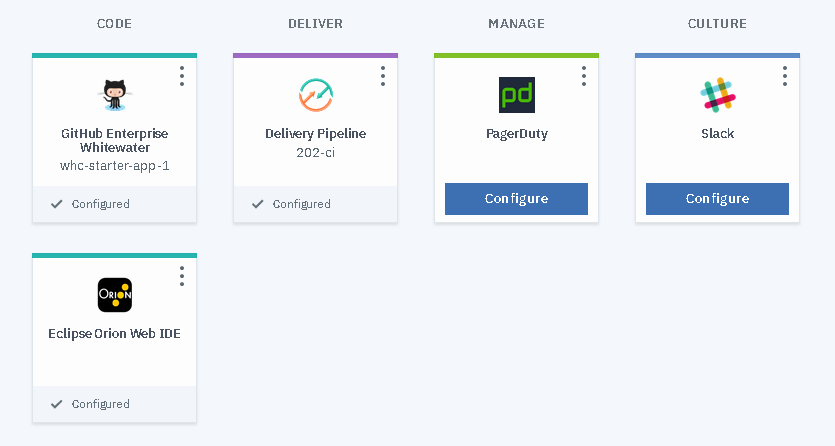 CODE
DELIVER
MANAGE
CULTURE
GitHub Enterprise
Whitewater
whc-starter-app-1
Configured
Delivery Pipeline
202-ci
Configured
pd
PagerDuty
Configure
Slack
Configure
ORION
Eclipse Orion Web IDE
Configured